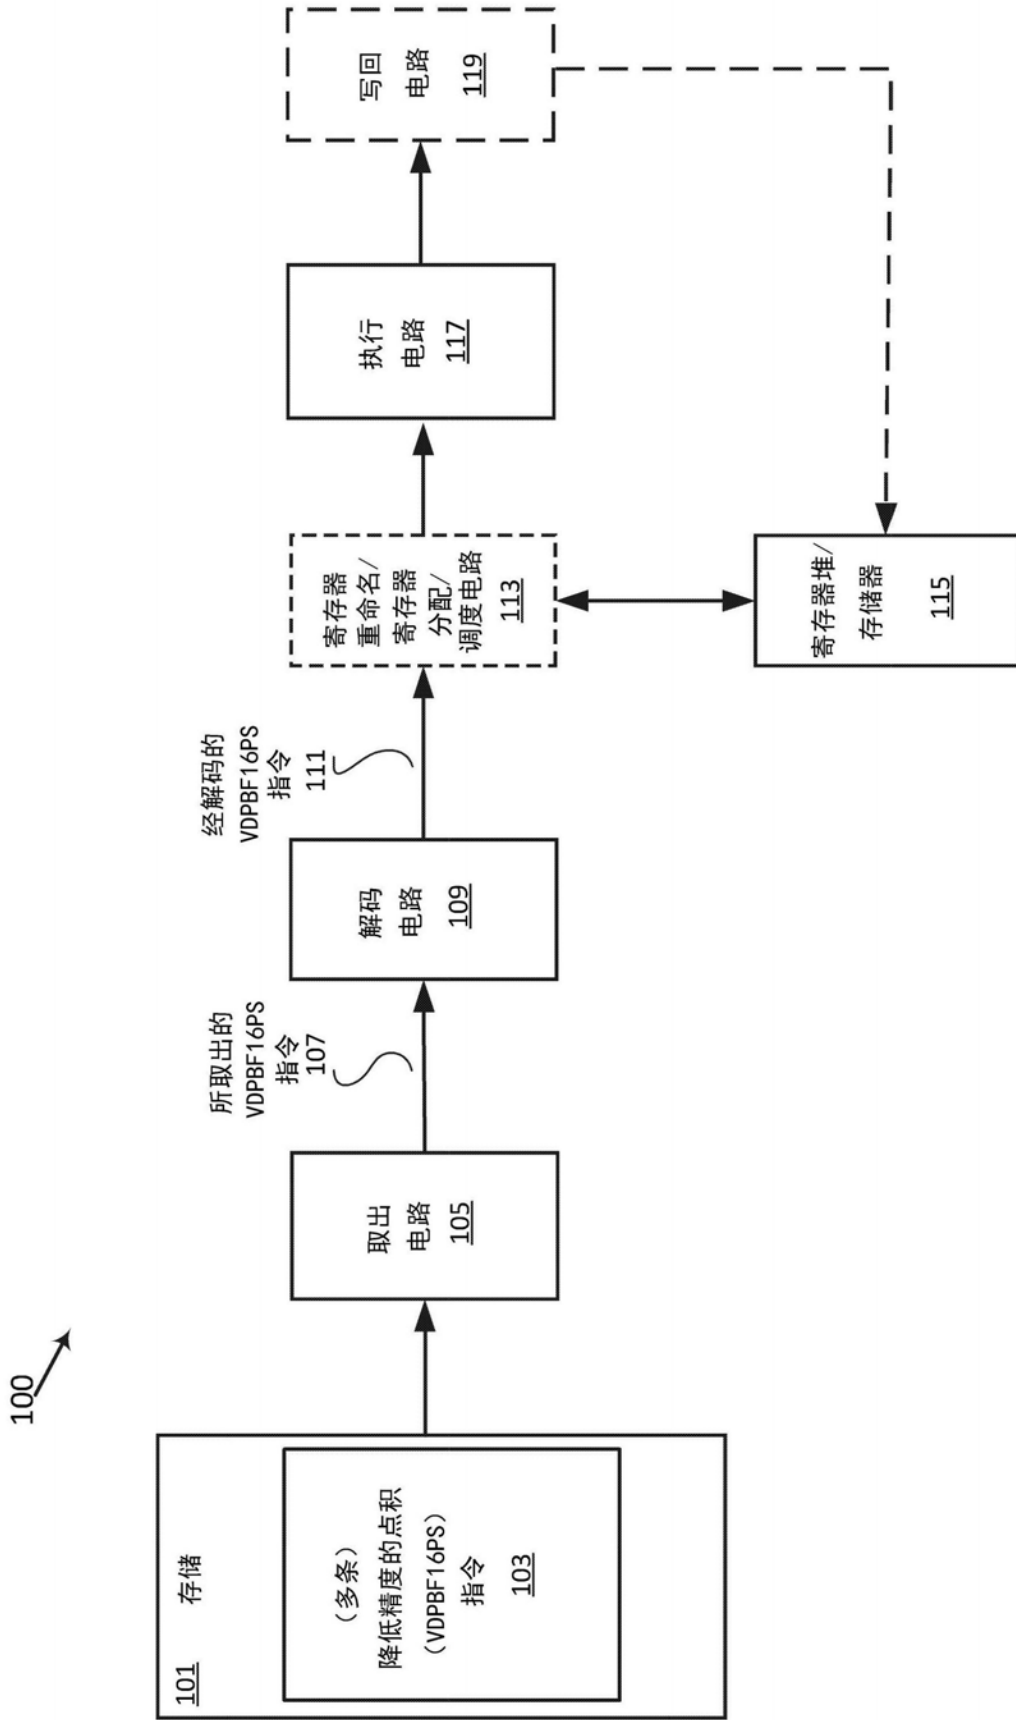 100
101
存储
（多条）
降低精度的点积
（VDPBF16PS）
指令
103
取出
电路
105
所取出的
VDPBF16PS
指令
107
解码
电路
109
经解码的
VDPBF16PS
指令
111
寄存器
重命名/
寄存器
分配/
调度电路
113
寄存器堆/
存储器
115
执行
电路
117
写回
电路
119